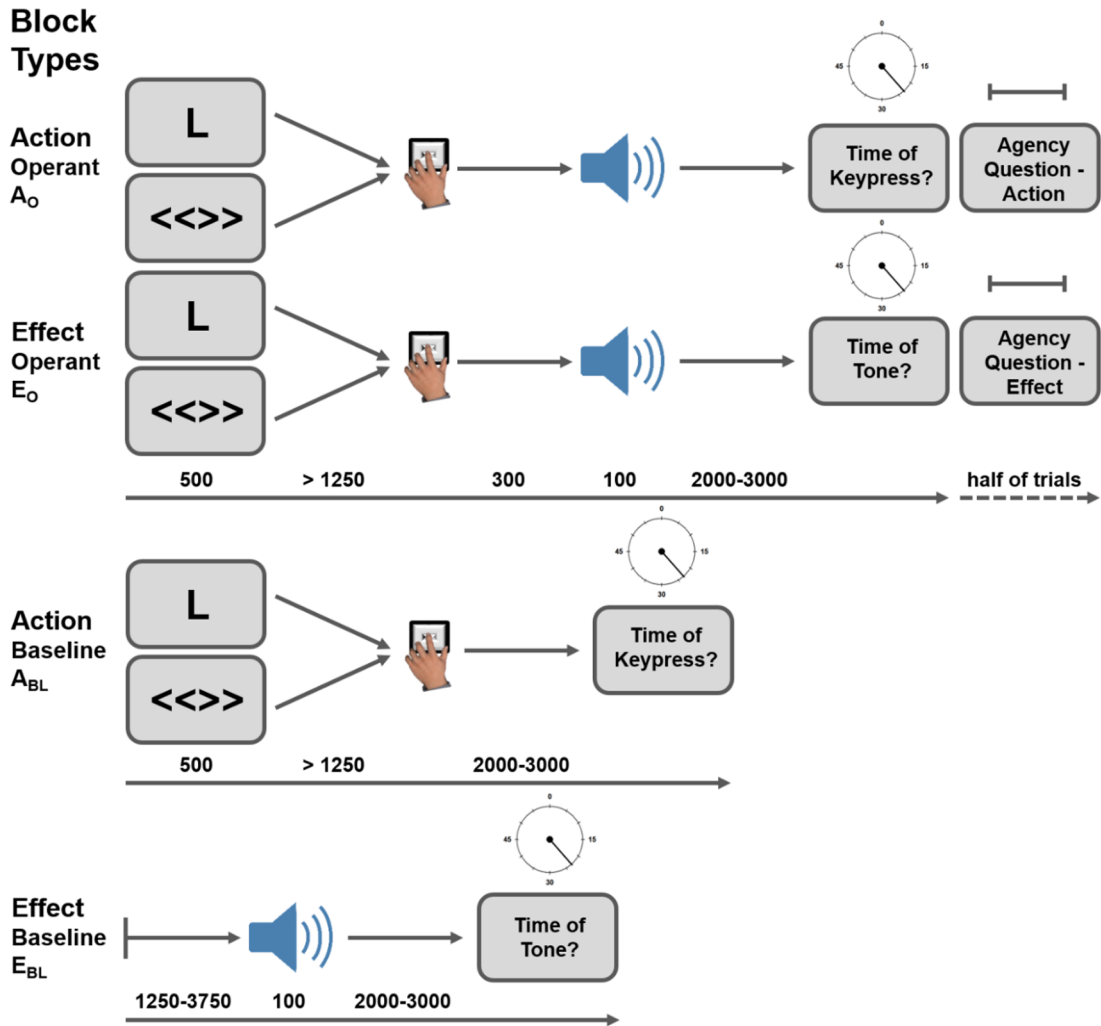 Block
Types
Action
Operant
AO
L
<<>>
0
15
30
45
Time of
Keypress?
Agency
Question -
Action
Effect
Operant
EO
L
<<>>
0
15
30
45
Time of
Tone?
Agency
Question -
Effect
500 > 1250 300 100 2000-3000 half of trials
Action
Baseline
ABL
L
<<>>
0
15
30
45
Time of
Keypress?
500 > 1250 2000-3000
Effect
Baseline
EBL
0
15
30
45
Time of
Tone?
1250-3750 100 2000-3000